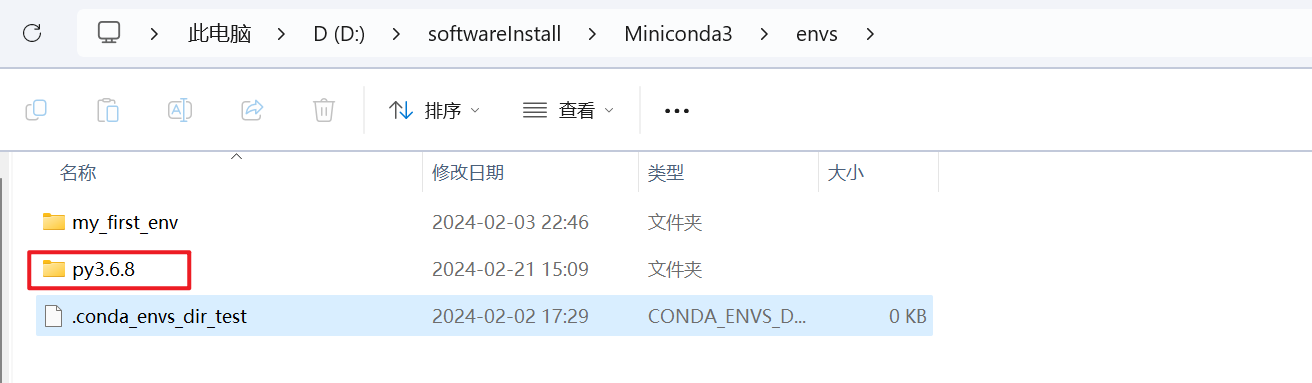 此电脑 D (D:) softwareInstall Miniconda3 envs
排序 查看
名称 修改日期 类型 大小
my_first_env 2024-02-03 22:46 文件夹
py3.6.8 2024-02-21 15:09 文件夹
.conda_envs_dir_test 2024-02-02 17:29 CONDA_ENVS_D... 0 KB